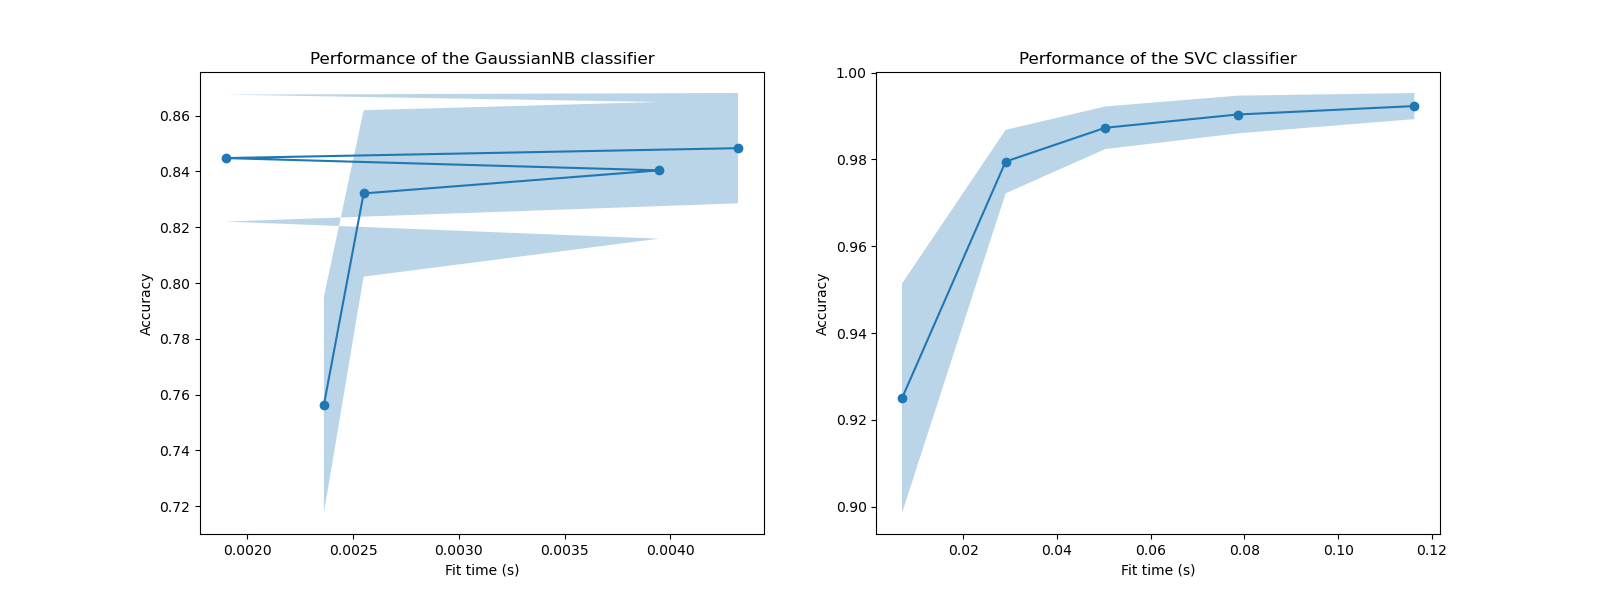 Performance of the GaussianNB classifier
0.86
0.84
0.82
0.80
0.78
0.76
0.74
0.72
Accuracy
0.0020 0.0025 0.0030 0.0035 0.0040
Fit time (s)
Performance of the SVC classifier
1.00
0.98
0.96
0.94
0.92
0.90
Accuracy
0.02 0.04 0.06 0.08 0.10 0.12
Fit time (s)